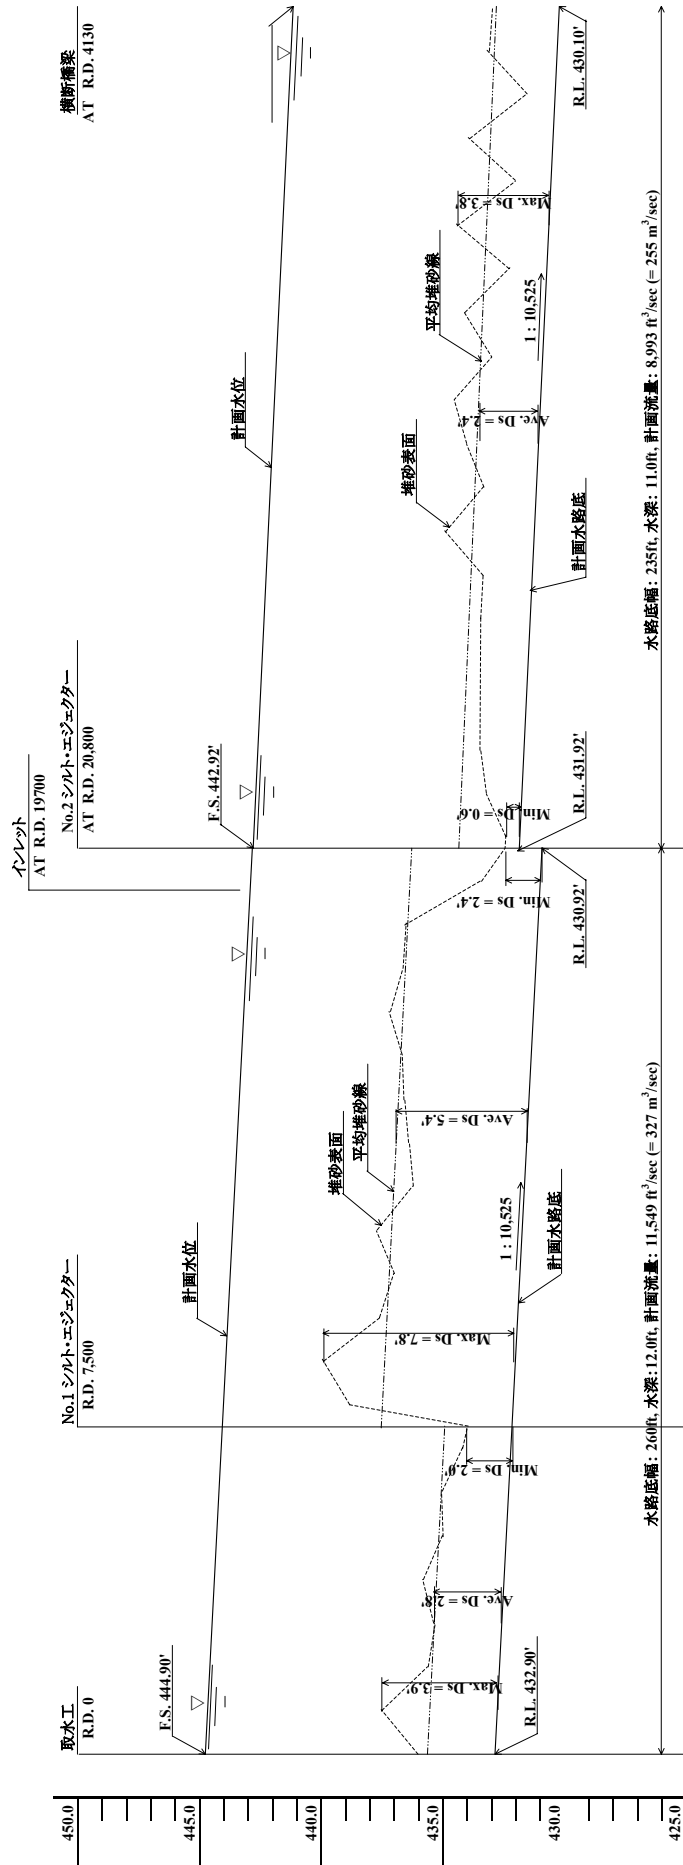 450.0
445.0
440.0
435.0
430.0
425.0
取水工
R.D. 0
F.S. 444.90'
Max. Ds = 3.9'
R.L. 432.90'
Ave. Ds = 2.8'
Min. Ds = 2.0'
No.1 シルト・エジェクター
R.D. 7,500
計画水位
Max. Ds = 7.8'
堆砂表面
平均堆砂線
1 : 10,525
計画水路底
Ave. Ds = 5.4'
水路底幅: 260ft, 水深: 12.0ft, 計画流量: 11,549 ft³/sec (= 327 m³/sec)
インレット
AT R.D. 19700
No.2 シルト・エジェクター
AT R.D. 20,800
F.S. 442.92'
Min. Ds = 2.4'
R.L. 430.92'
Min. Ds = 0.6'
R.L. 431.92'
計画水位
堆砂表面
平均堆砂線
Ave. Ds = 2.4'
計画水路底
1 : 10,525
Max. Ds = 3.8'
横断橋梁
AT R.D. 4130
R.L. 430.10'
水路底幅: 235ft, 水深: 11.0ft, 計画流量: 8,993 ft³/sec (= 255 m³/sec)